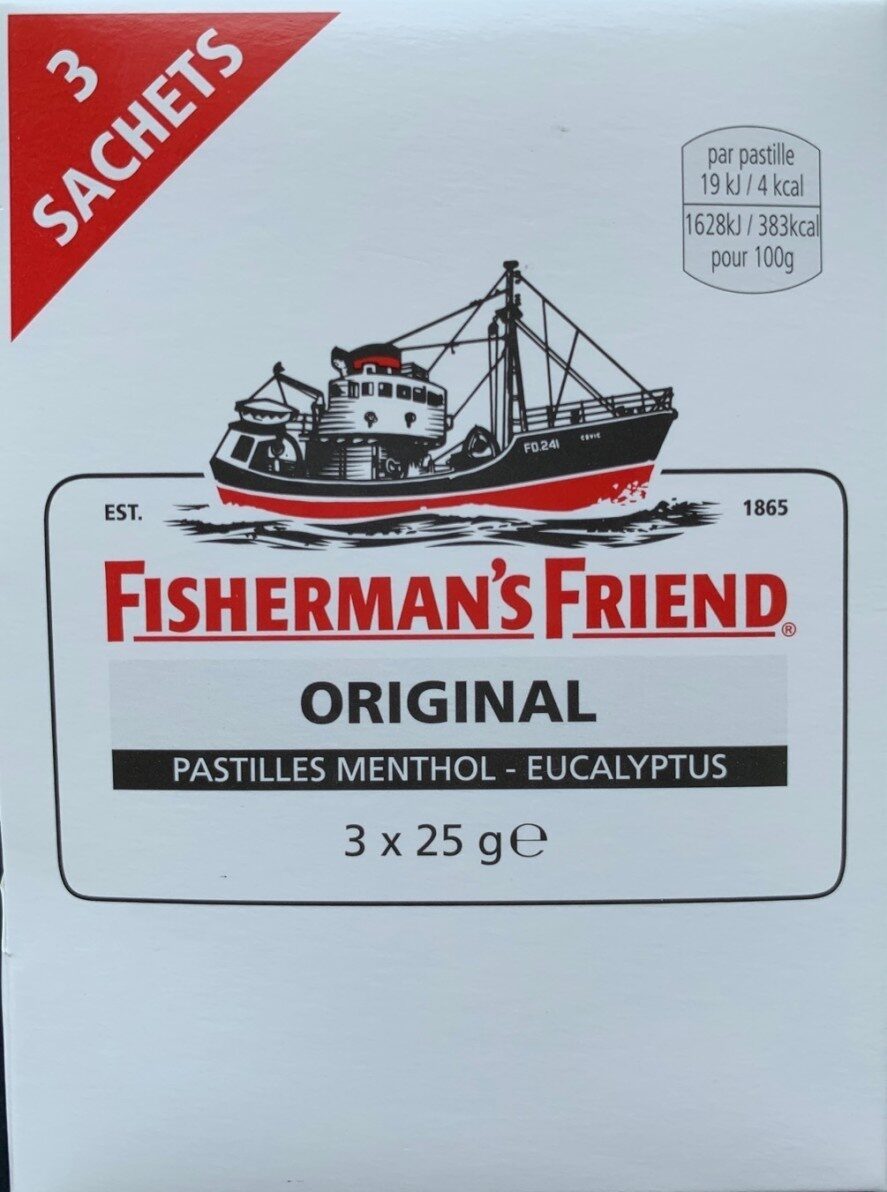 3
SACHETS
par pastille
19 kJ / 4 kcal
1628kJ / 383kcal
pour 100g
FD.241
CEVIC
EST.
1865
FISHERMAN'S FRIEND®
ORIGINAL
PASTILLES MENTHOL - EUCALYPTUS
3 x 25 g℮